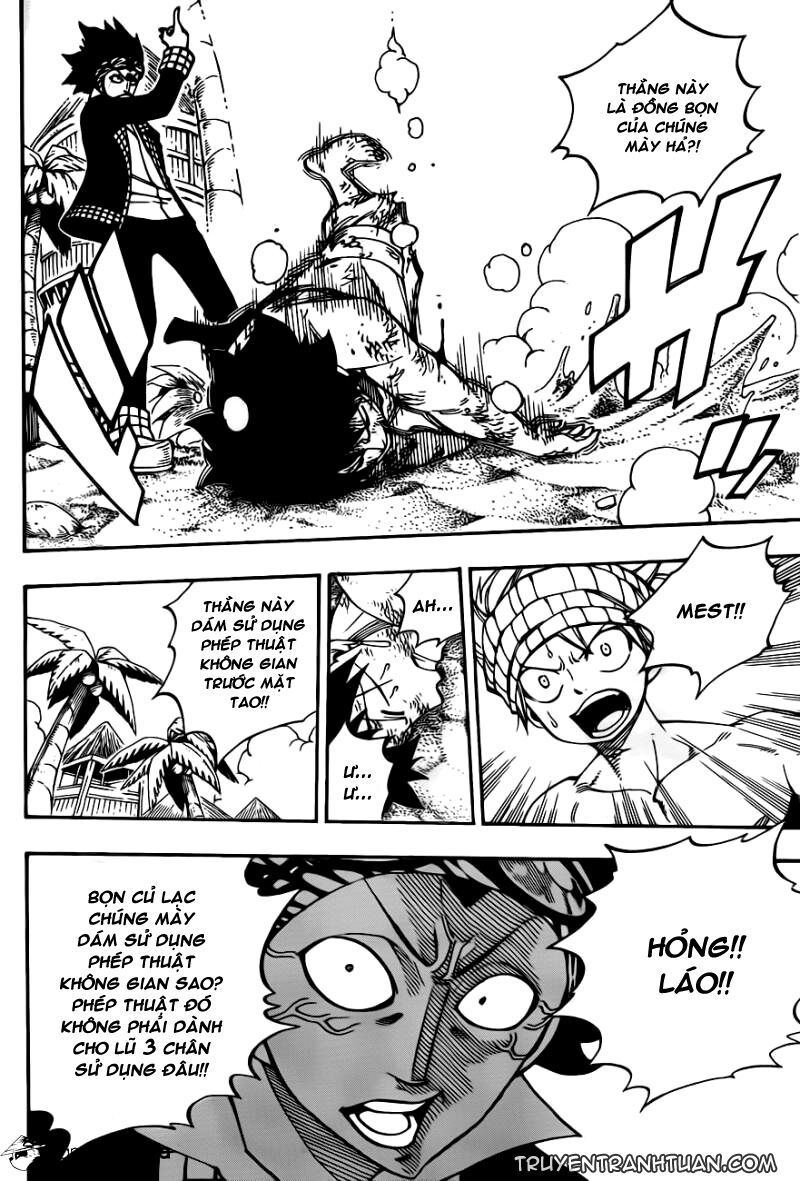 THẰNG NÀY
LÀ ĐỒNG BỌN
CỦA CHÚNG
MÀY HẢ?!
MEST!!
AH...
Ư...
Ư...
THẰNG NÀY
DÁM SỬ DỤNG
PHÉP THUẬT
KHÔNG GIAN
TRƯỚC MẶT
TAO!!
HỎNG!!
LÁO!!
BỌN CỦ LẠC
CHÚNG MÀY
DÁM SỬ DỤNG
PHÉP THUẬT
KHÔNG GIAN SAO?
PHÉP THUẬT ĐÓ
KHÔNG PHẢI DÀNH
CHO LŨ 3 CHÂN
SỬ DỤNG ĐÂU!!
TRUYENTRANHTUAN.COM